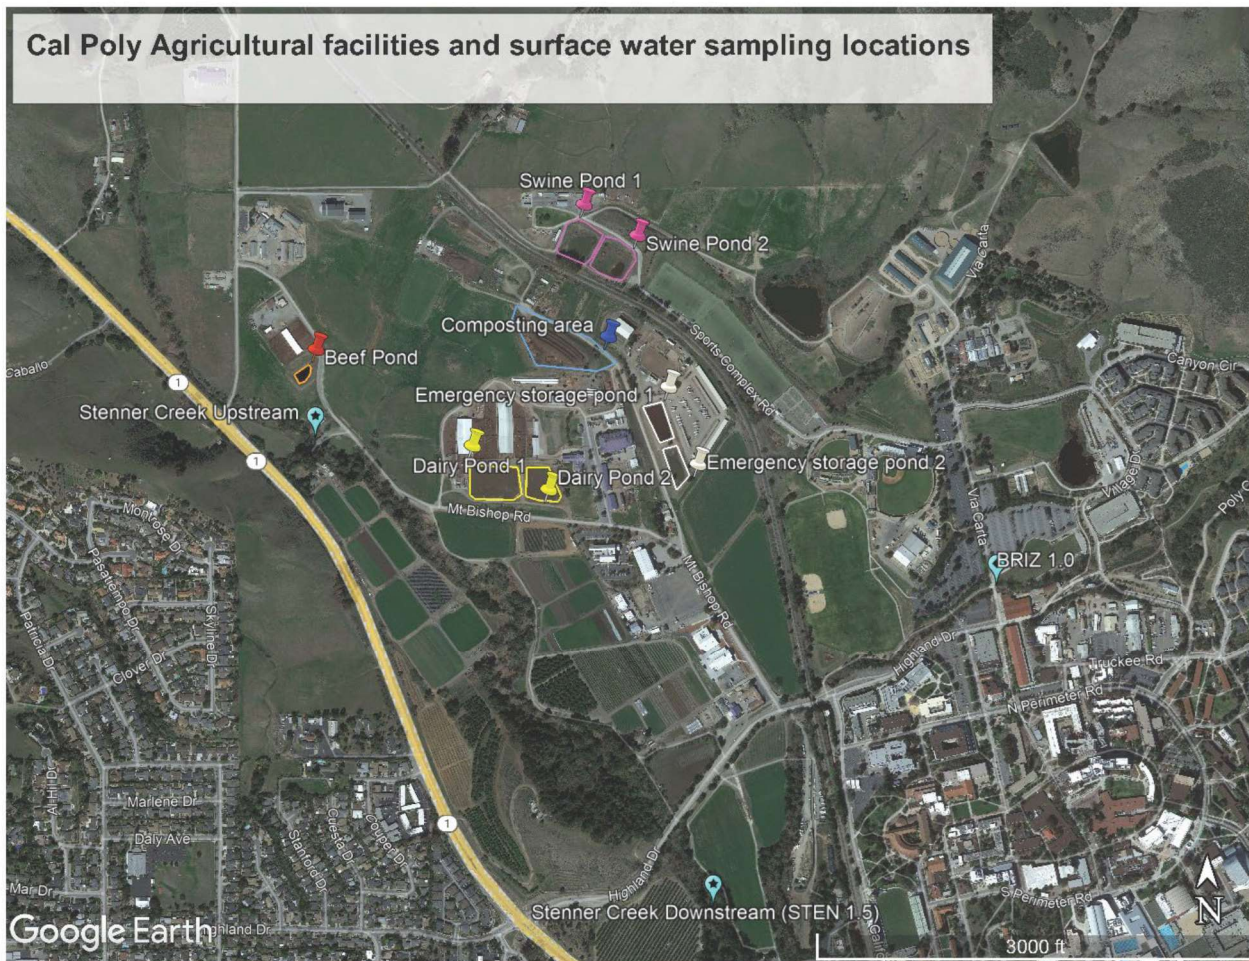 Cal Poly Agricultural facilities and surface water sampling locations
Swine Pond 1
Swine Pond 2
Via Carta
Composting area
Sports Complex Rd
Beef Pond
Canyon Cir
Caballo
1
Emergency storage pond 1
Stenner Creek Upstream
1
Dairy Pond 1
Emergency storage pond 2
Dairy Pond 2
Village Dr
Mt Bishop Rd
Via Carta
Poly C
Montrose Dr
BRIZ 1.0
Pasatiempo Dr
Mt Bishop Rd
Skyline Dr
Patricia Dr
Highland Dr
Clover Dr
Truckee Rd
N Perimeter Rd
Al Hil Dr
Marlene Dr
1
Daly Ave
Cuesta Dr
Couper Dr
Stanford Dr
Highland Dr
Mar Dr
S Perimeter Rd
Stenner Creek Downstream (STEN 1.5)
N
Google Earth
ighland Dr
Calif
3000 ft